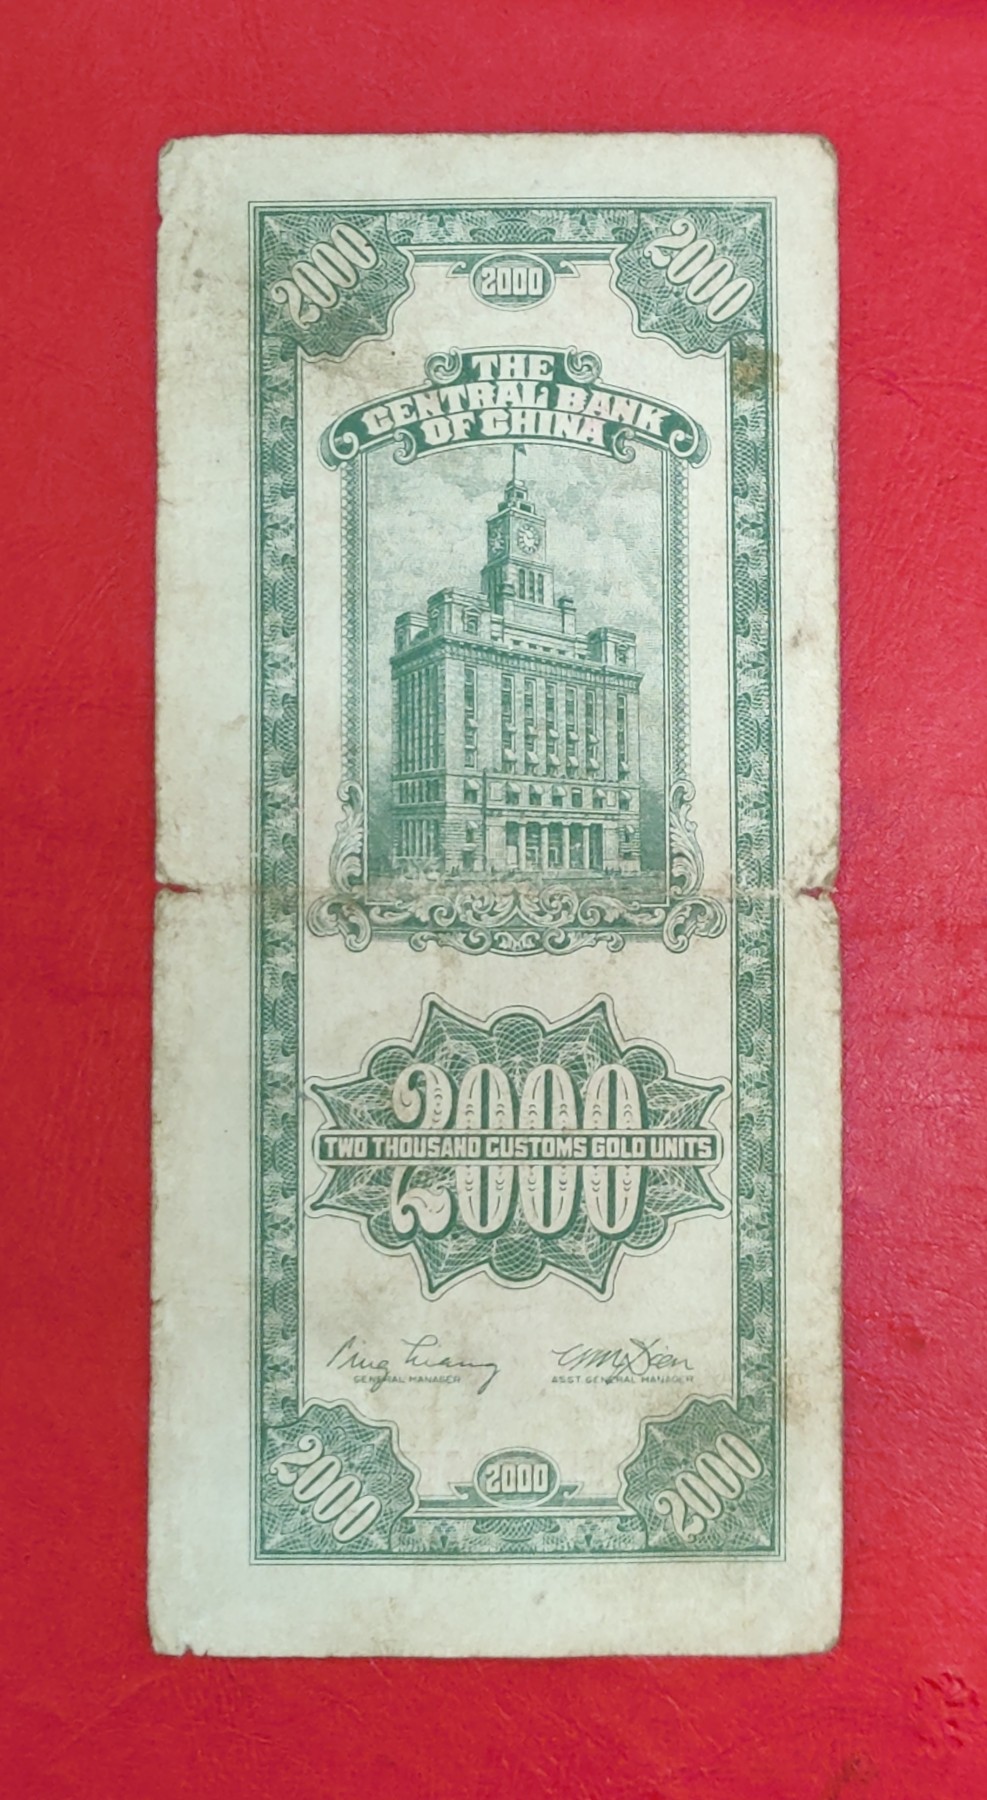 2000 2000 2000
THE
CENTRAL BANK
OF CHINA
2000
TWO THOUSAND CUSTOMS GOLD UNITS
GENERAL MANAGER ASST. GENERAL MANAGER
2000 2000 2000